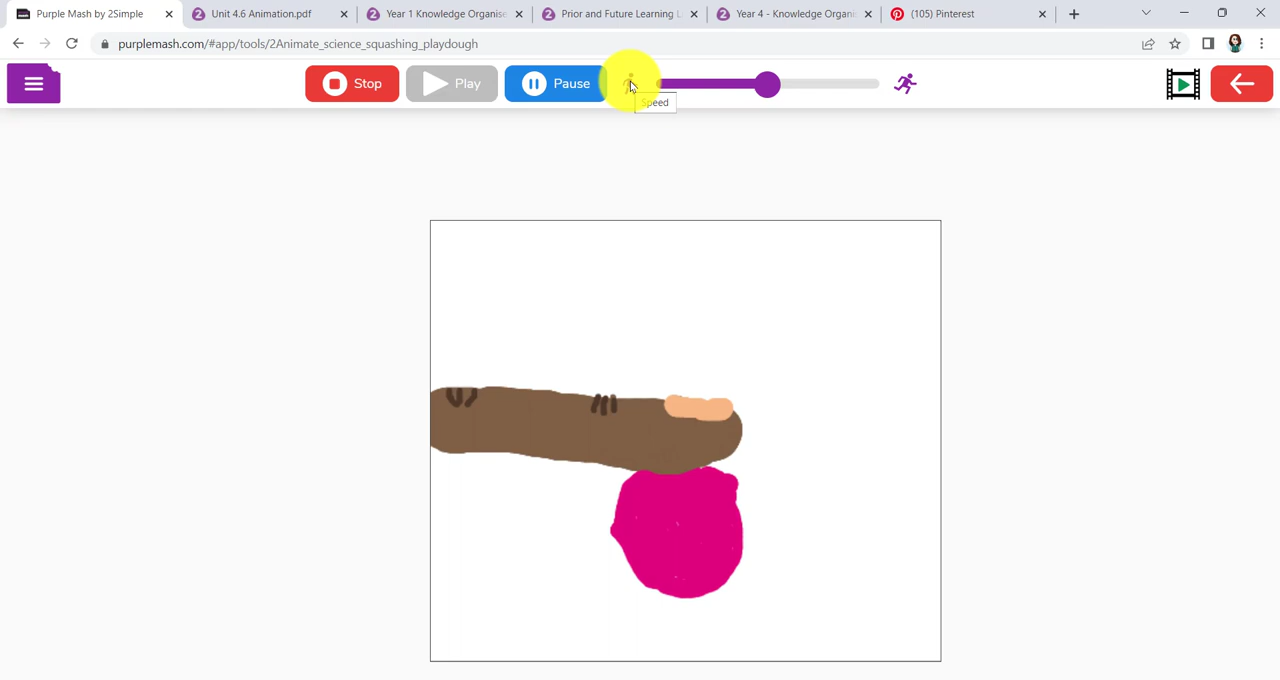 Purple Mash by 2Simple
Unit 4.6 Animation.pdf
Year 1 Knowledge Organise
Prior and Future Learning L
Year 4 - Knowledge Organi
(105) Pinterest
purplemash.com/#app/tools/2Animate_science_squashing_playdough
Stop
Play
Pause
Speed